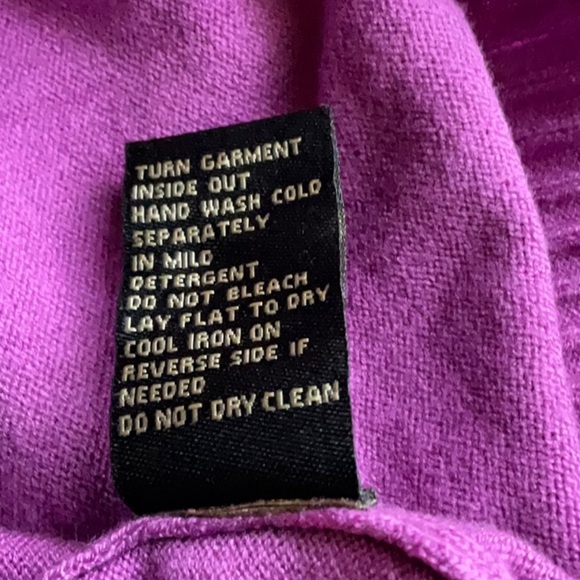 TURN GARMENT
INSIDE OUT
HAND WASH COLD
SEPARATELY
IN MILD
DETERGENT
DO NOT BLEACH
LAY FLAT TO DRY
COOL IRON ON
REVERSE SIDE IF
NEEDED
DO NOT DRY CLEAN